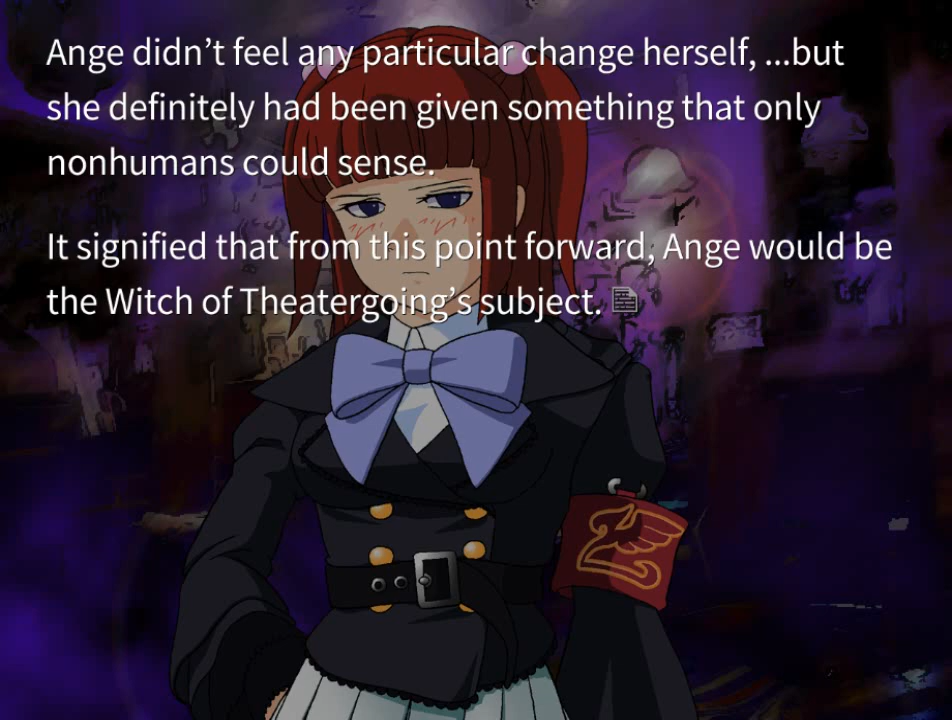 Ange didn’t feel any particular change herself, ...but
she definitely had been given something that only
nonhumans could sense.
It signified that from this point forward, Ange would be
the Witch of Theatergoing’s subject.